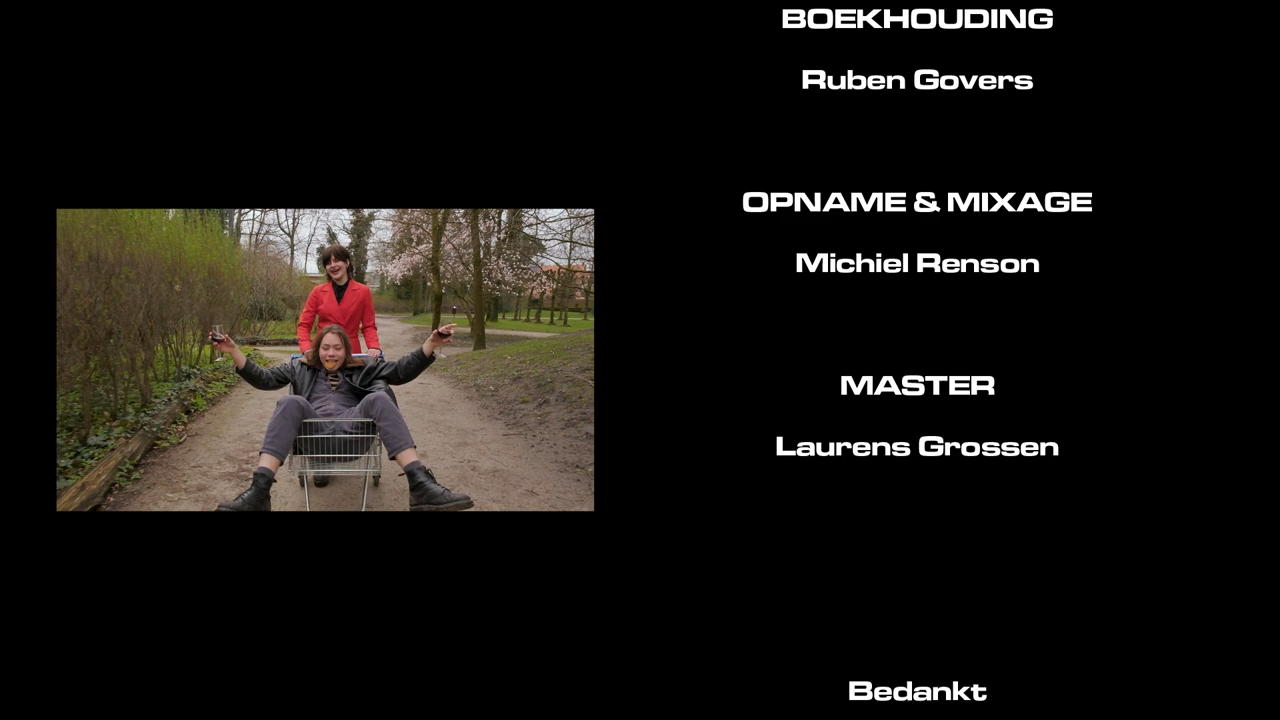 BOEKHOUDING
Ruben Govers
OPNAME & MIXAGE
Michiel Renson
MASTER
Laurens Grossen
Bedankt